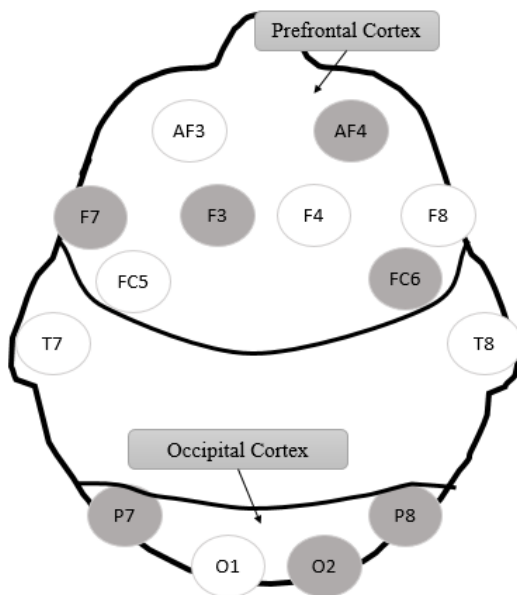 Prefrontal Cortex
AF3 AF4
F7 F3 F4 F8
FC5 FC6
T7 T8
Occipital Cortex
P7 P8
O1 O2